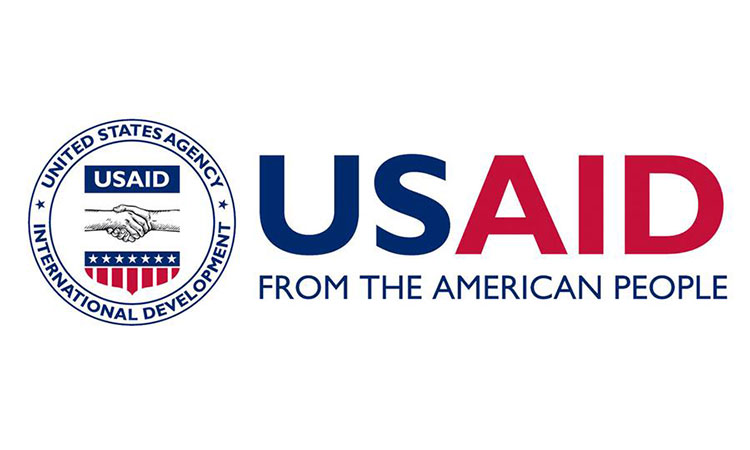 UNITED STATES AGENCY
USAID
INTERNATIONAL DEVELOPMENT
USAID
FROM THE AMERICAN PEOPLE